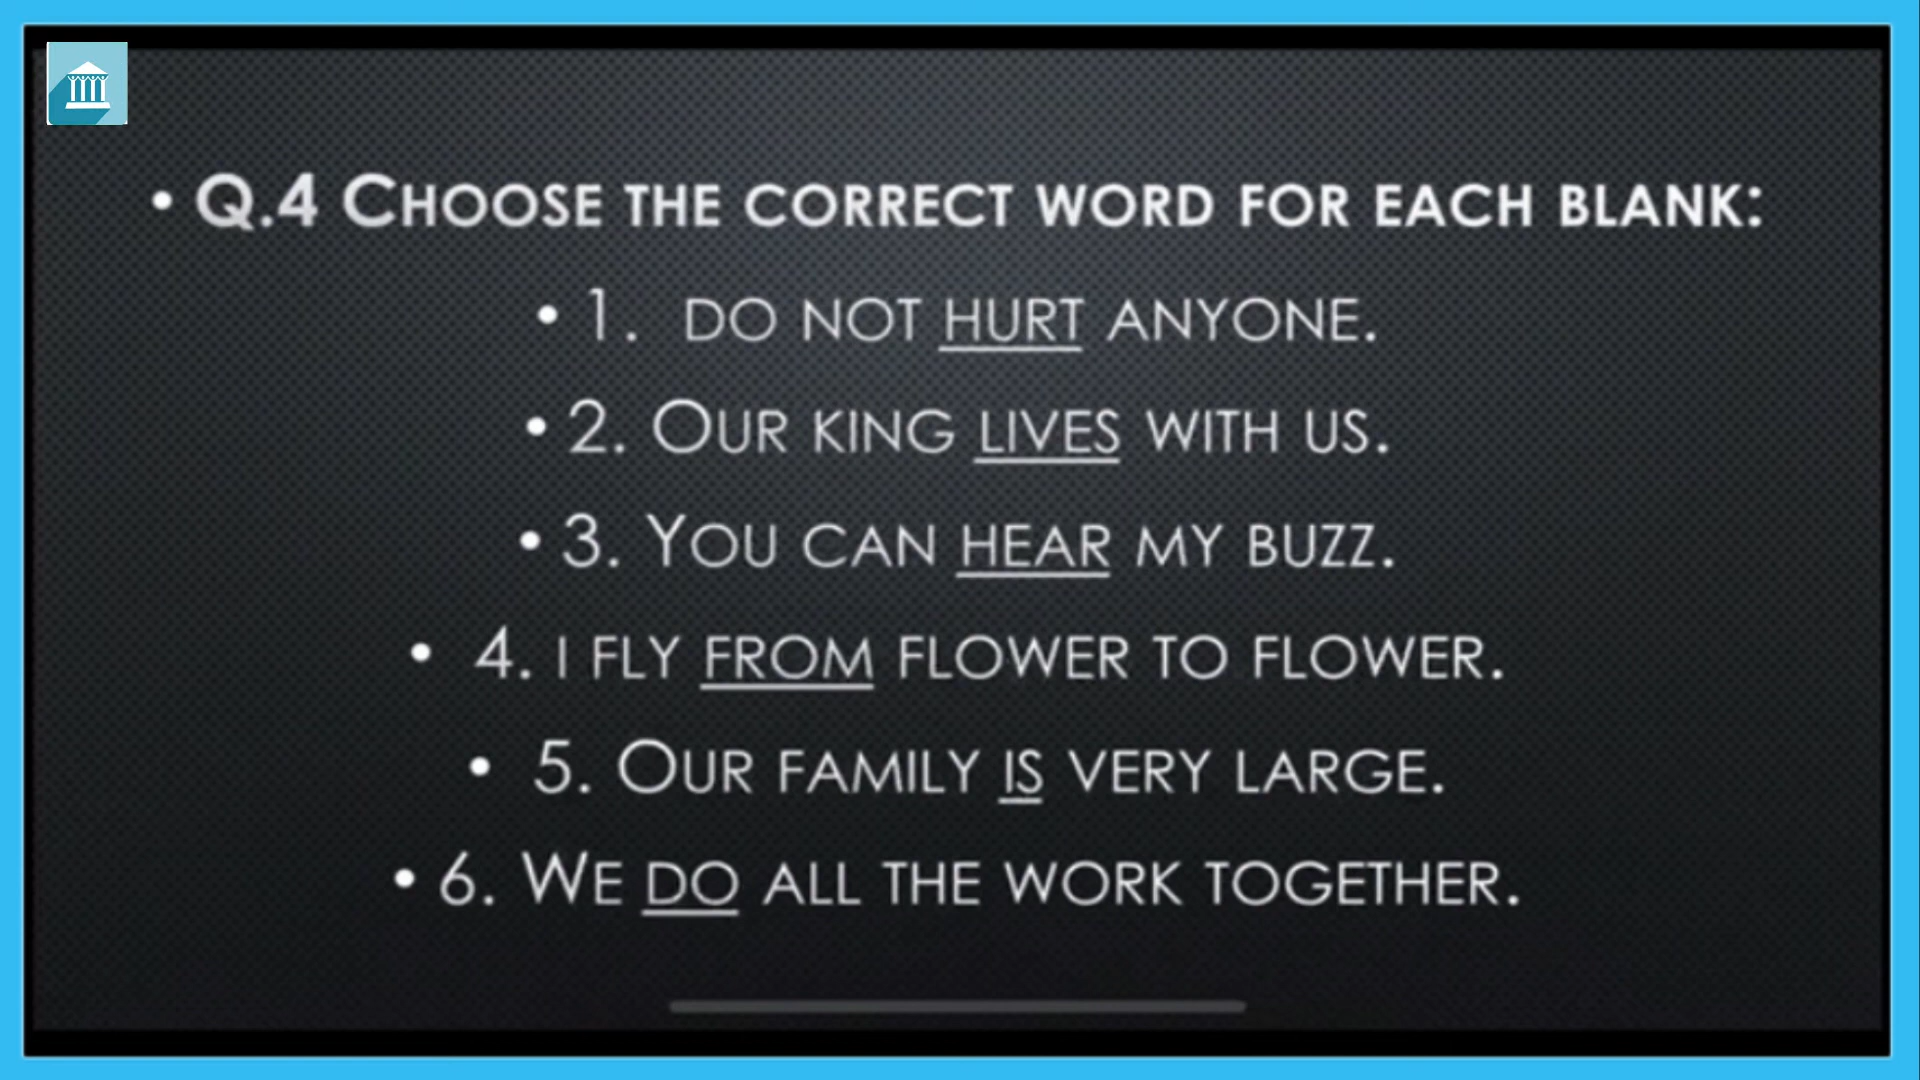 • Q.4 CHOOSE THE CORRECT WORD FOR EACH BLANK:
• 1. DO NOT HURT ANYONE.
• 2. OUR KING LIVES WITH US.
• 3. YOU CAN HEAR MY BUZZ.
• 4. I FLY FROM FLOWER TO FLOWER.
• 5. OUR FAMILY IS VERY LARGE.
• 6. WE DO ALL THE WORK TOGETHER.